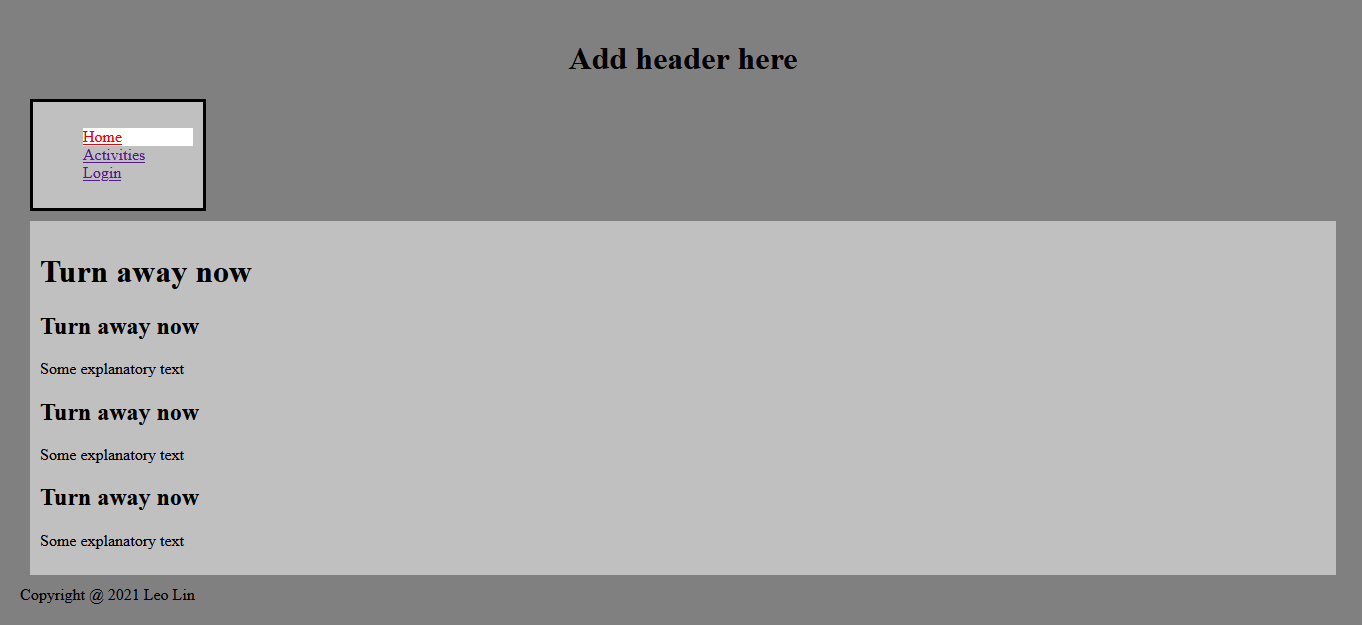 Add header here
Home
Activities
Login
Turn away now
Turn away now
Some explanatory text
Turn away now
Some explanatory text
Turn away now
Some explanatory text
Copyright @ 2021 Leo Lin